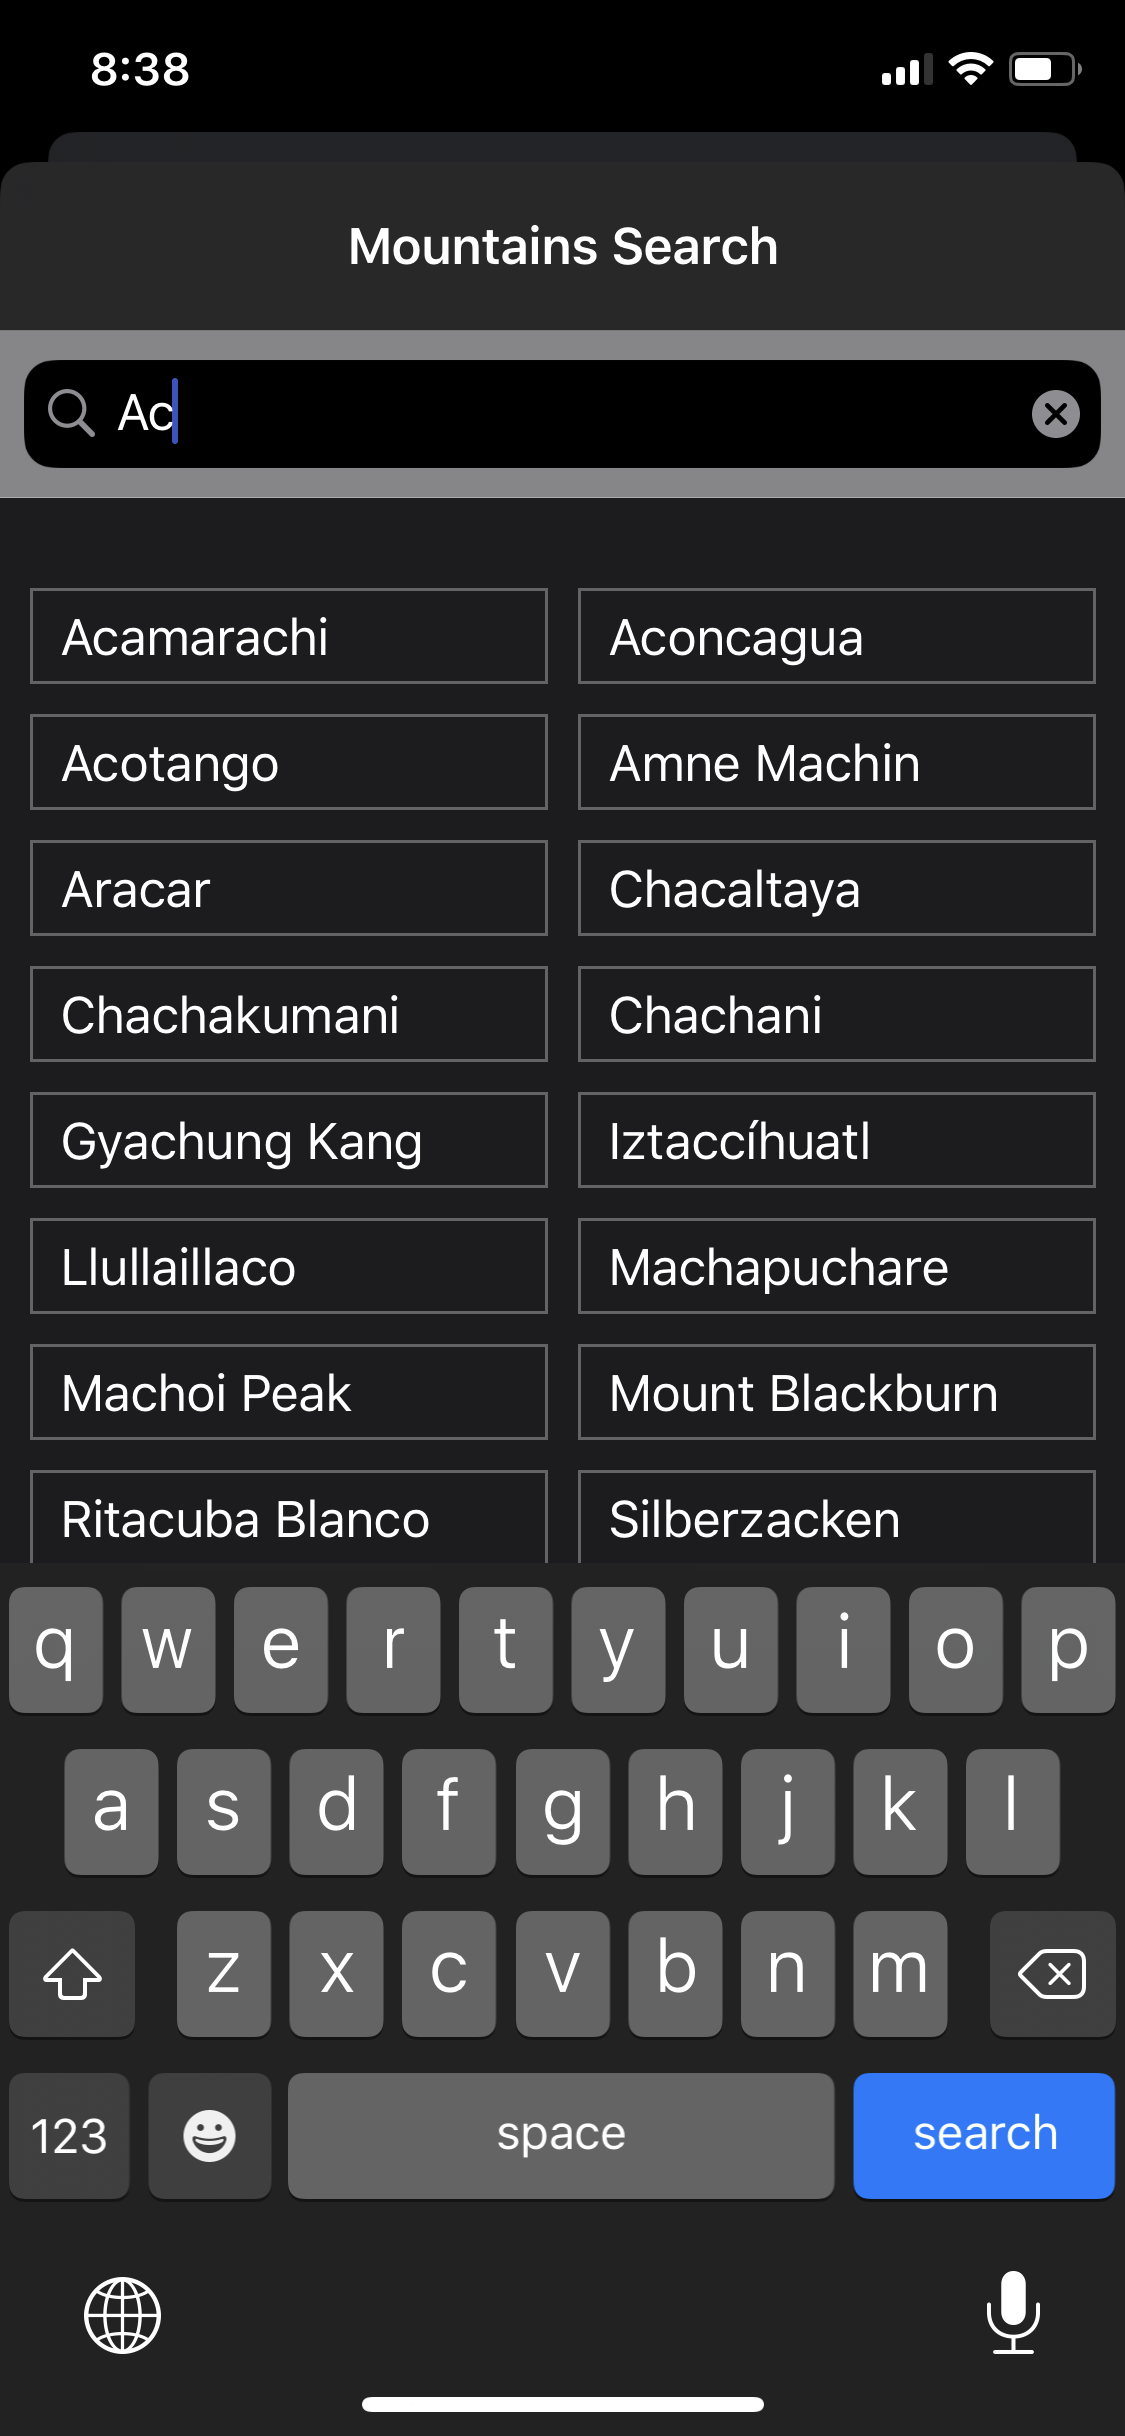 8:38
Mountains Search
Ac
Acamarachi
Aconcagua
Acotango
Amne Machin
Aracar
Chacaltaya
Chachakumani
Chachani
Gyachung Kang
Iztaccíhuatl
Llullaillaco
Machapuchare
Machoi Peak
Mount Blackburn
Ritacuba Blanco
Silberzacken
q w e r t y u i o p
a s d f g h j k l
z x c v b n m
123 space search